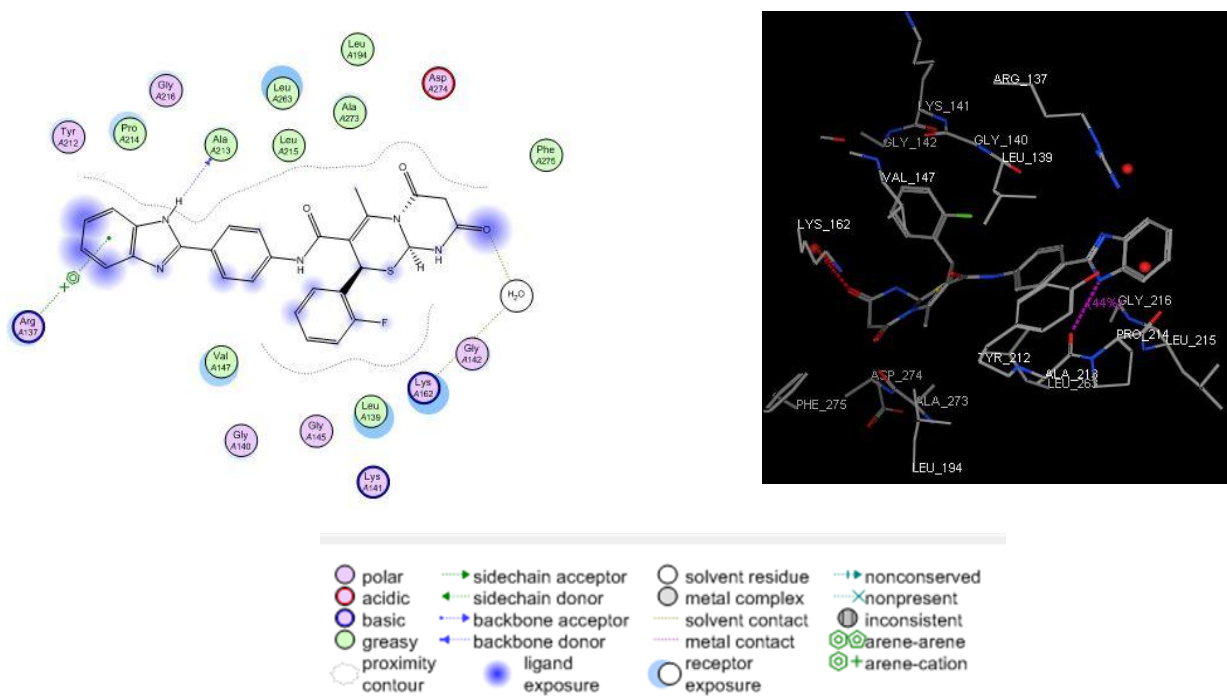 Leu
A194
Asp
A274
Gly
A216
Leu
A263
Ala
A273
Tyr
A212
Pro
A214
Ala
A213
Leu
A215
Phe
A275
H
N
N
O
N
H
O
N
O
NH
H
S
F
H₂O
Arg
A137
Val
A147
Gly
A142
Lys
A162
Leu
A139
Gly
A145
Gly
A140
Lys
A141
ARG_137
LYS_141
GLY_142
GLY_140
LEU_139
VAL_147
LYS_162
44%
GLY_216
PRO_214
LEU_215
TYR_212
ALA_213
ASP_274
PHE_275
ALA_273
LEU_194
polar
acidic
basic
greasy
proximity
contour
sidechain acceptor
sidechain donor
backbone acceptor
backbone donor
ligand
exposure
solvent residue
metal complex
solvent contact
metal contact
receptor
exposure
nonconserved
nonpresent
inconsistent
arene-arene
arene-cation